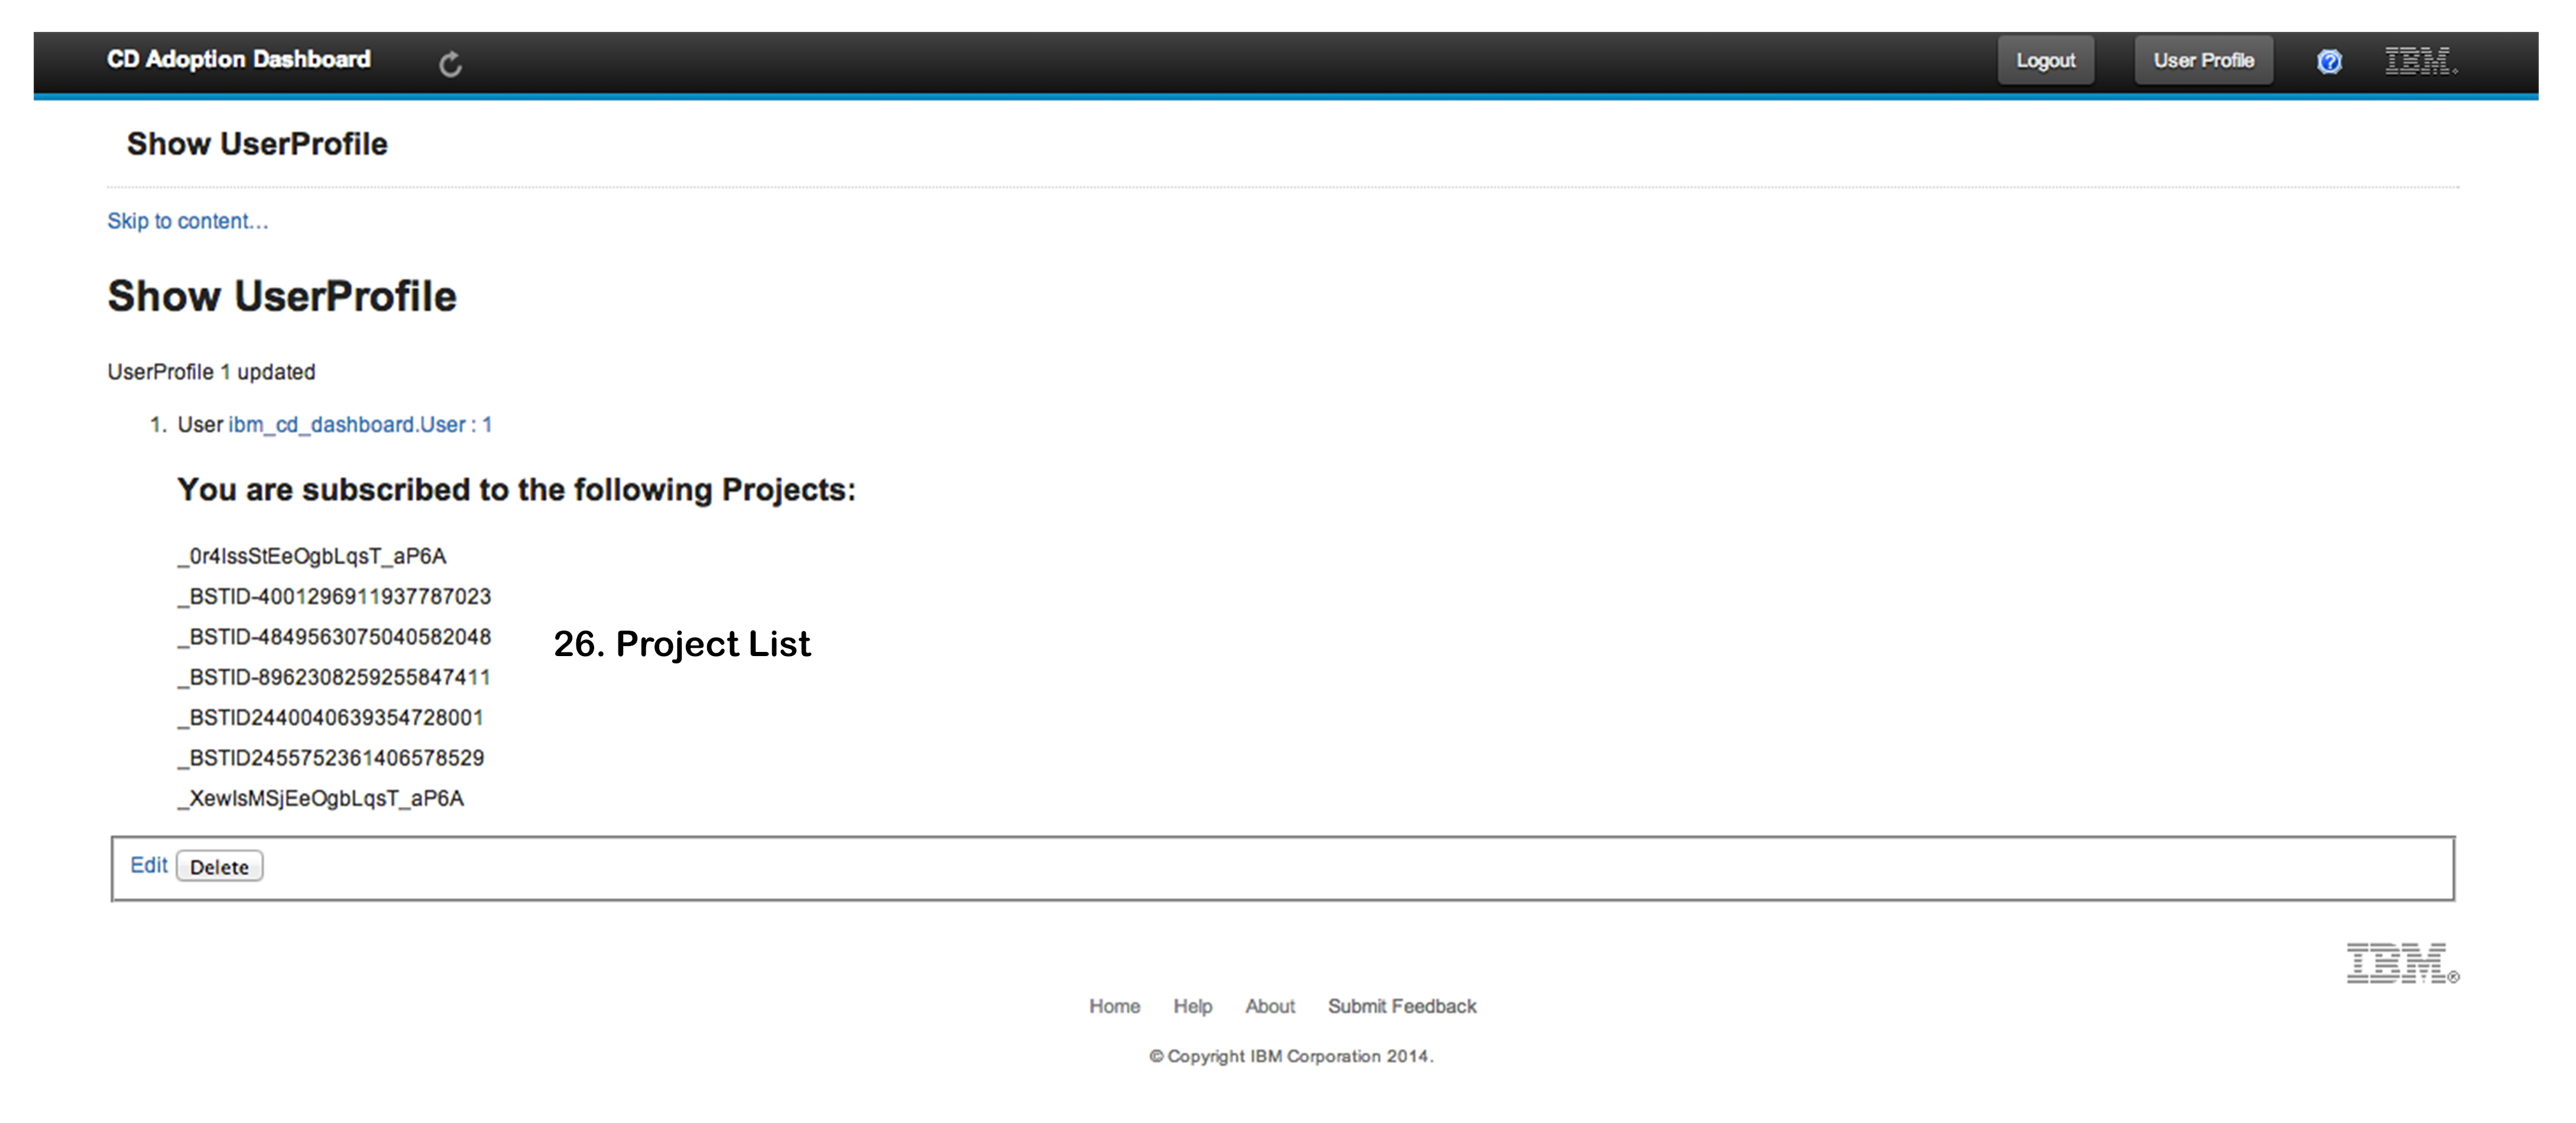 CD Adoption Dashboard Logout User Profile ? IBM.
Show UserProfile
Skip to content...
Show UserProfile
UserProfile 1 updated
1. User ibm_cd_dashboard.User : 1
You are subscribed to the following Projects:
_0r4IssStEeOgbLqsT_aP6A
_BSTID-4001296911937787023
_BSTID-4849563075040582048
26. Project List
_BSTID-8962308259255847411
_BSTID2440040639354728001
_BSTID2455752361406578529
_XewIsMSjEeOgbLqsT_aP6A
Edit Delete
IBM®
Home Help About Submit Feedback
© Copyright IBM Corporation 2014.